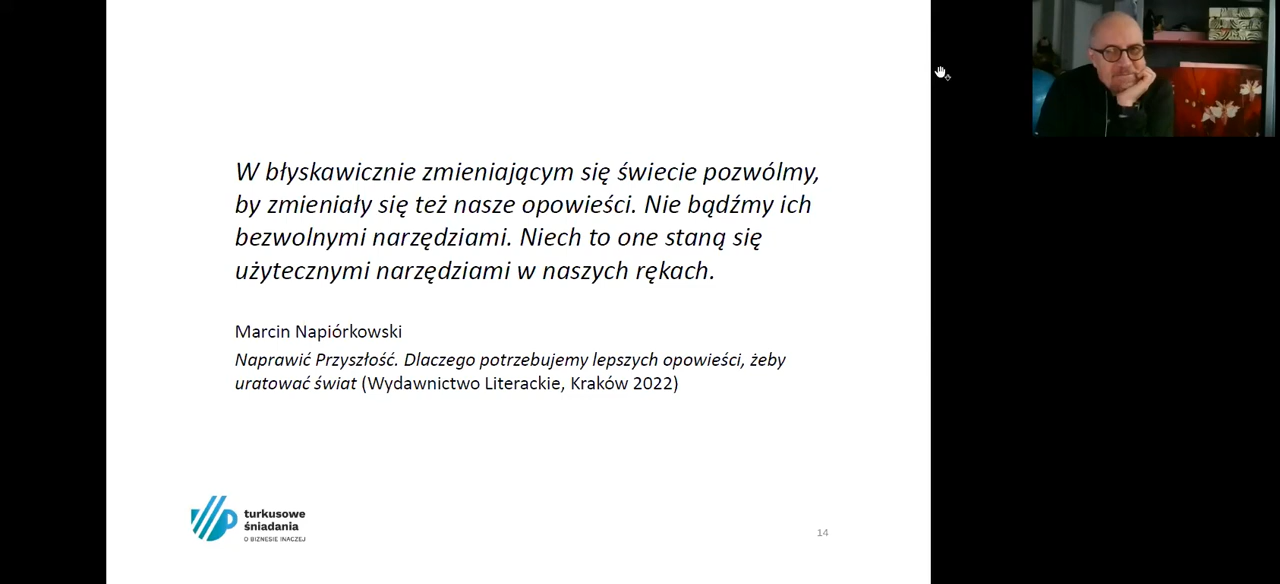 W błyskawicznie zmieniającym się świecie pozwólmy,
by zmieniały się też nasze opowieści. Nie bądźmy ich
bezwolnymi narzędziami. Niech to one staną się
użytecznymi narzędziami w naszych rękach.
Marcin Napiórkowski
Naprawić Przyszłość. Dlaczego potrzebujemy lepszych opowieści, żeby
uratować świat (Wydawnictwo Literackie, Kraków 2022)
turkusowe
śniadania
O BIZNESIE INACZEJ
14